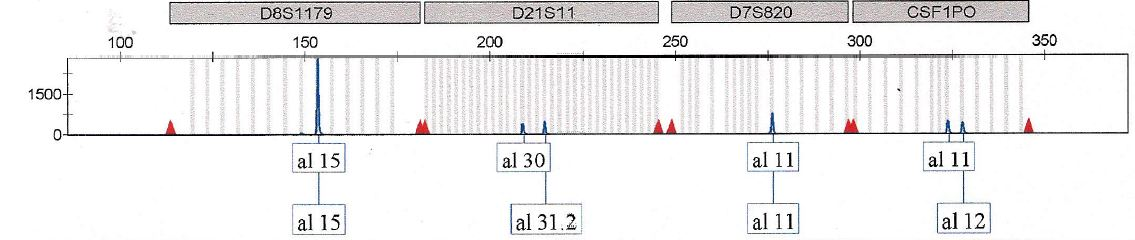 D8S1179 D21S11 D7S820 CSF1PO
100 150 200 250 300 350
1500
0
al 15 al 30 al 11 al 11
al 15 al 31.2 al 11 al 12